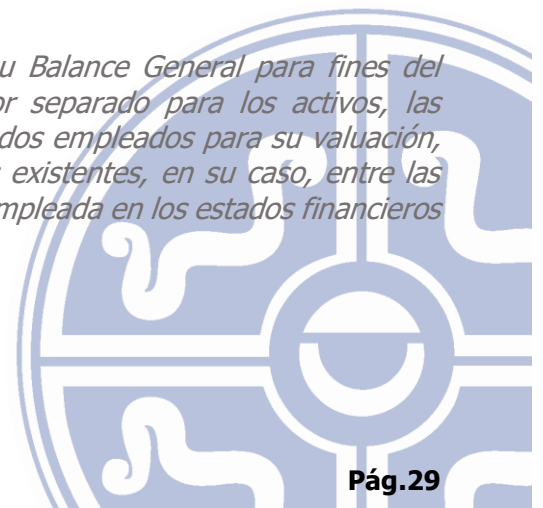 u Balance General para fines del
or separado para los activos, las
dos empleados para su valuación,
existentes, en su caso, entre las
mpleada en los estados financieros
Pág.29